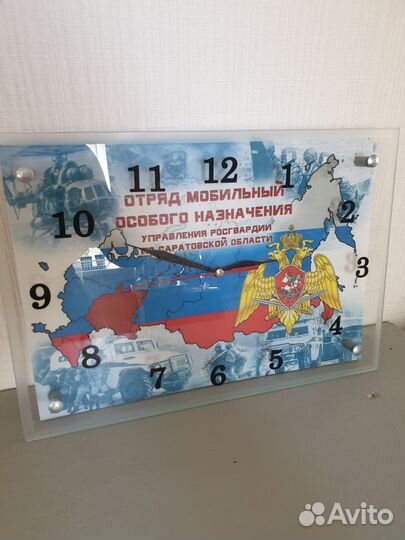 11 12 1
ОТРЯД МОБИЛЬНЫЙ
10 ОСОБОГО НАЗНАЧЕНИЯ 2
УПРАВЛЕНИЯ РОСГВАРДИИ
ПО САРАТОВСКОЙ ОБЛАСТИ
9 3
8 4
7 6 5
Avito